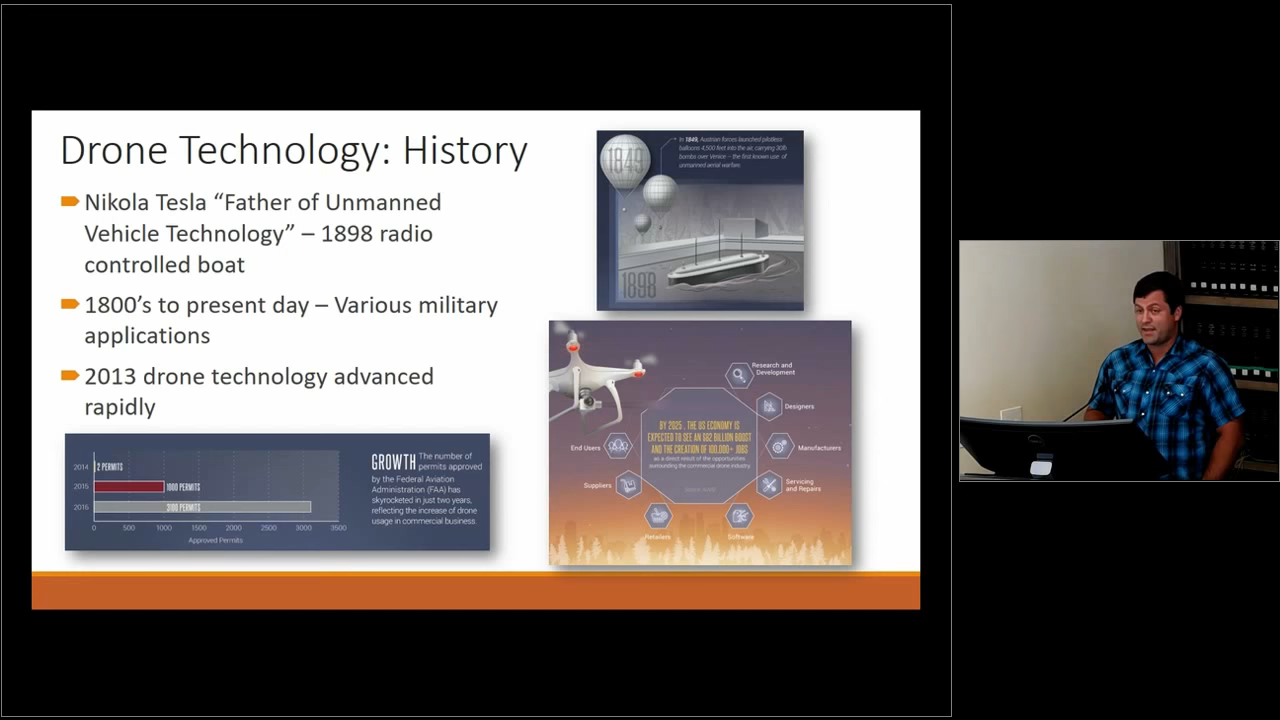 Drone Technology: History
Nikola Tesla “Father of Unmanned
Vehicle Technology” – 1898 radio
controlled boat
1800’s to present day – Various military
applications
2013 drone technology advanced
rapidly
1849
In 1849, Austrian forces launched pilotless
balloons 4,500 feet into the air, carrying 30lb
bombs over Venice – the first known use of
unmanned aerial warfare.
1898
Research and
Development
Designers
Manufacturers
Servicing
and Repairs
Software
Retailers
Suppliers
End Users
BY 2025 , THE US ECONOMY IS
EXPECTED TO SEE AN $82 BILLION BOOST
AND THE CREATION OF 100,000+ JOBS
as a direct result of the opportunities
surrounding the commercial drone industry.
2014 2 PERMITS
2015 1000 PERMITS
2016 3100 PERMITS
0 500 1000 1500 2000 2500 3000 3500
Approved Permits
GROWTH The number of
permits approved
by the Federal Aviation
Administration (FAA) has
skyrocketed in just two years,
reflecting the increase of drone
usage in commercial business.